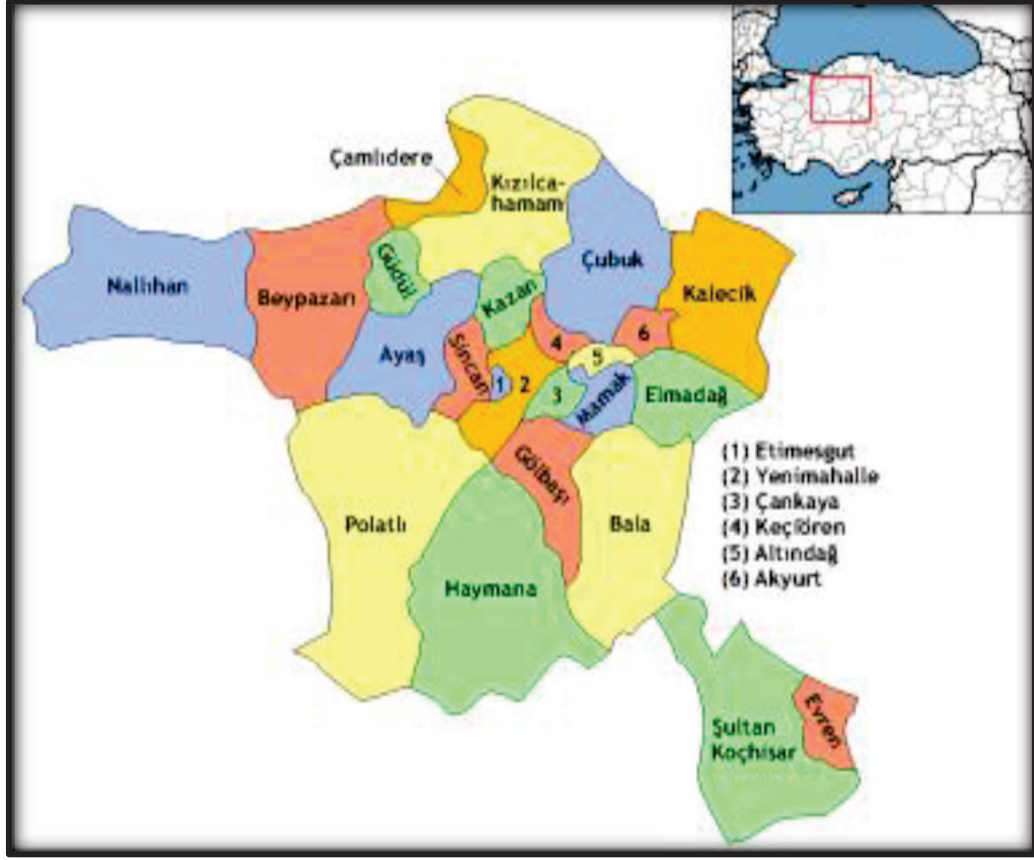 Çamlıdere
Kızılca-
hamam
Güdül
Çubuk
Nallıhan
Beypazarı
Kazan
Kalecik
Ayaş
Sincan
4
6
5
1
2
3
Mamak
Elmadağ
Gölbaşı
Polatlı
Bala
Haymana
(1) Etimesgut
(2) Yenimahalle
(3) Çankaya
(4) Keçiören
(5) Altındağ
(6) Akyurt
Evren
Şultan
Koçhisar